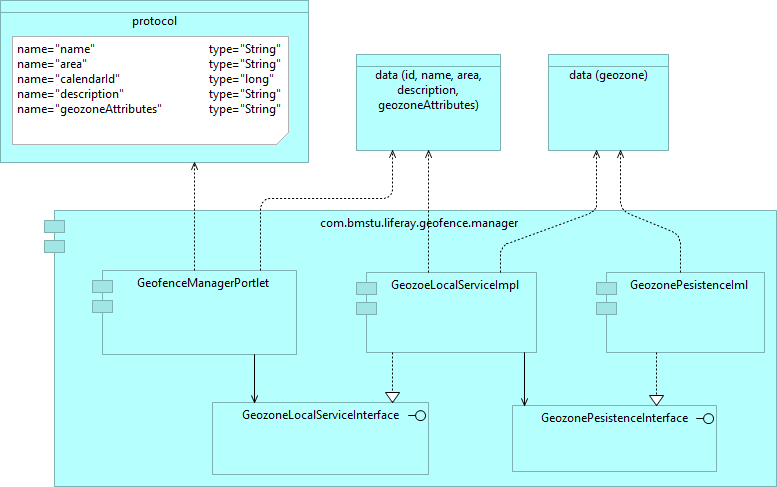 protocol
name="name" type="String"
name="area" type="String"
name="calendarId" type="long"
name="description" type="String"
name="geozoneAttributes" type="String"
data (id, name, area,
description,
geozoneAttributes)
data (geozone)
com.bmstu.liferay.geofence.manager
GeofenceManagerPortlet
GeozoeLocalServiceImpl
GeozonePesistenceIml
GeozoneLocalServiceInterface
GeozonePesistenceInterface